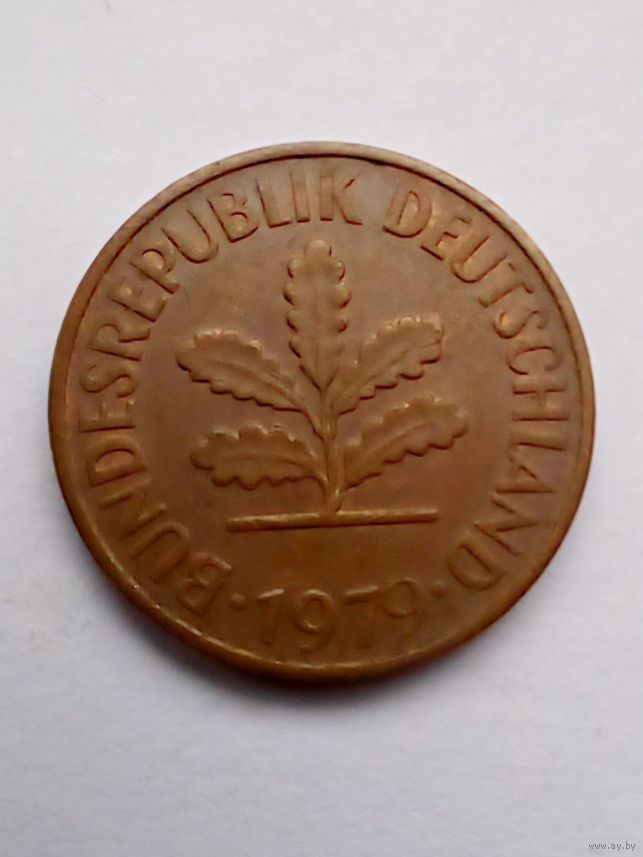 BUNDESREPUBLIK DEUTSCHLAND
· 1979 ·
www.ay.by